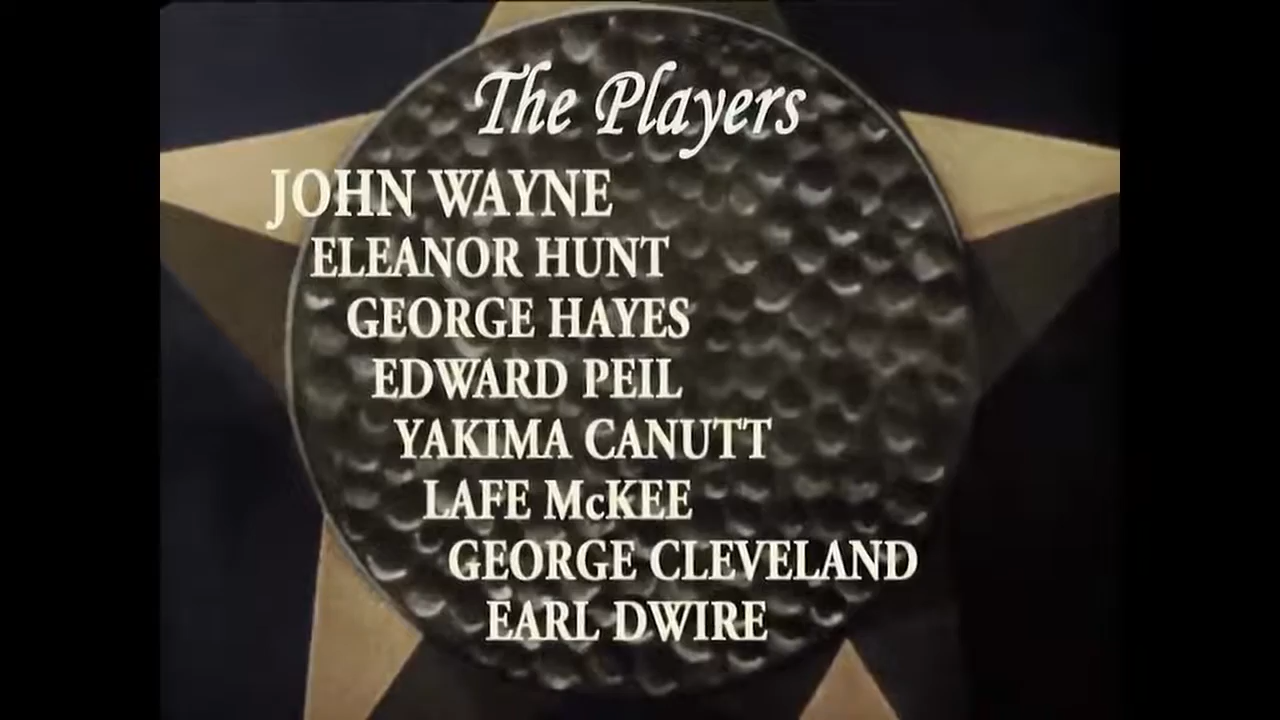 The Players
JOHN WAYNE
ELEANOR HUNT
GEORGE HAYES
EDWARD PEIL
YAKIMA CANUTT
LAFE McKEE
GEORGE CLEVELAND
EARL DWIRE